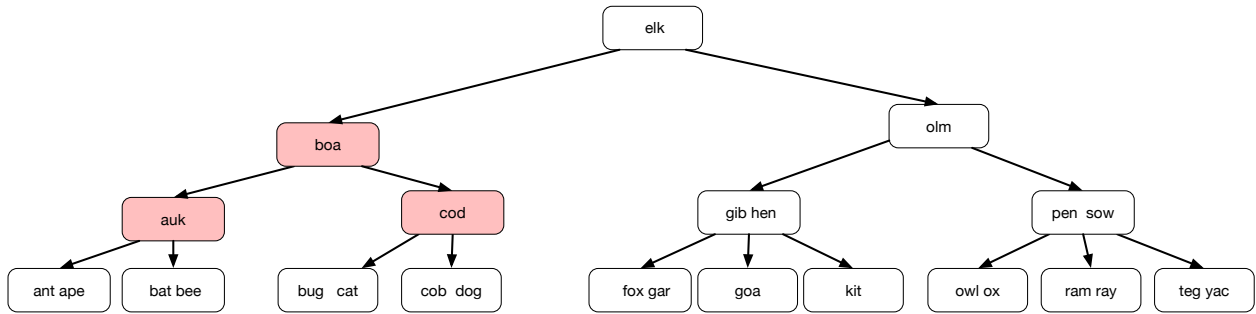 elk
olm
boa
auk
cod
gib hen
pen sow
ant ape
bat bee
bug cat
cob dog
fox gar
goa
kit
owl ox
ram ray
teg yac